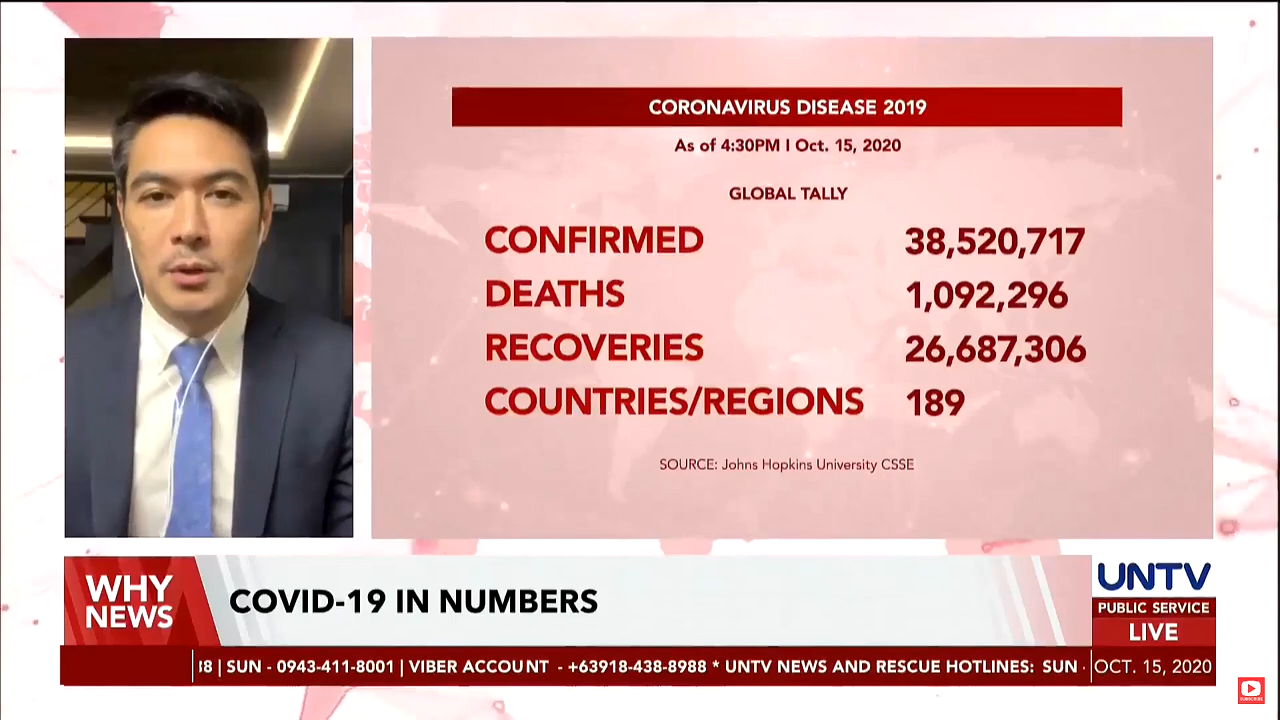 CORONAVIRUS DISEASE 2019
As of 4:30PM | Oct. 15, 2020
GLOBAL TALLY
CONFIRMED 38,520,717
DEATHS 1,092,296
RECOVERIES 26,687,306
COUNTRIES/REGIONS 189
SOURCE: Johns Hopkins University CSSE
WHY
NEWS
COVID-19 IN NUMBERS
UNTV
PUBLIC SERVICE
LIVE
| SUN - 0943-411-8001 | VIBER ACCOUNT - +63918-438-8988 * UNTV NEWS AND RESCUE HOTLINES: SUN -
OCT. 15, 2020
SUBSCRIBE